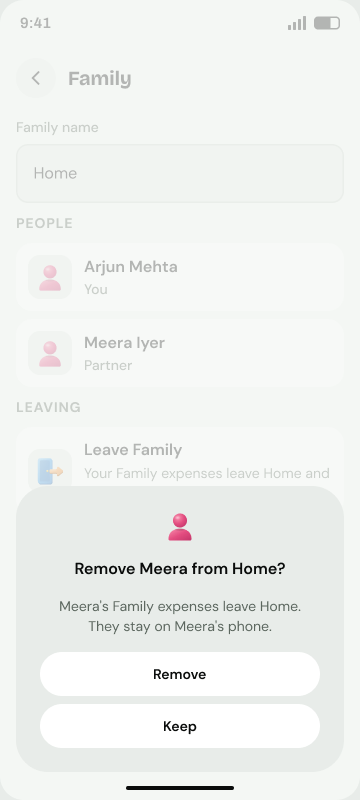 9:41
Family
Family name
Home
PEOPLE
Arjun Mehta
You
Meera Iyer
Partner
LEAVING
Leave Family
Your Family expenses leave Home and
Remove Meera from Home?
Meera's Family expenses leave Home.
They stay on Meera's phone.
Remove
Keep